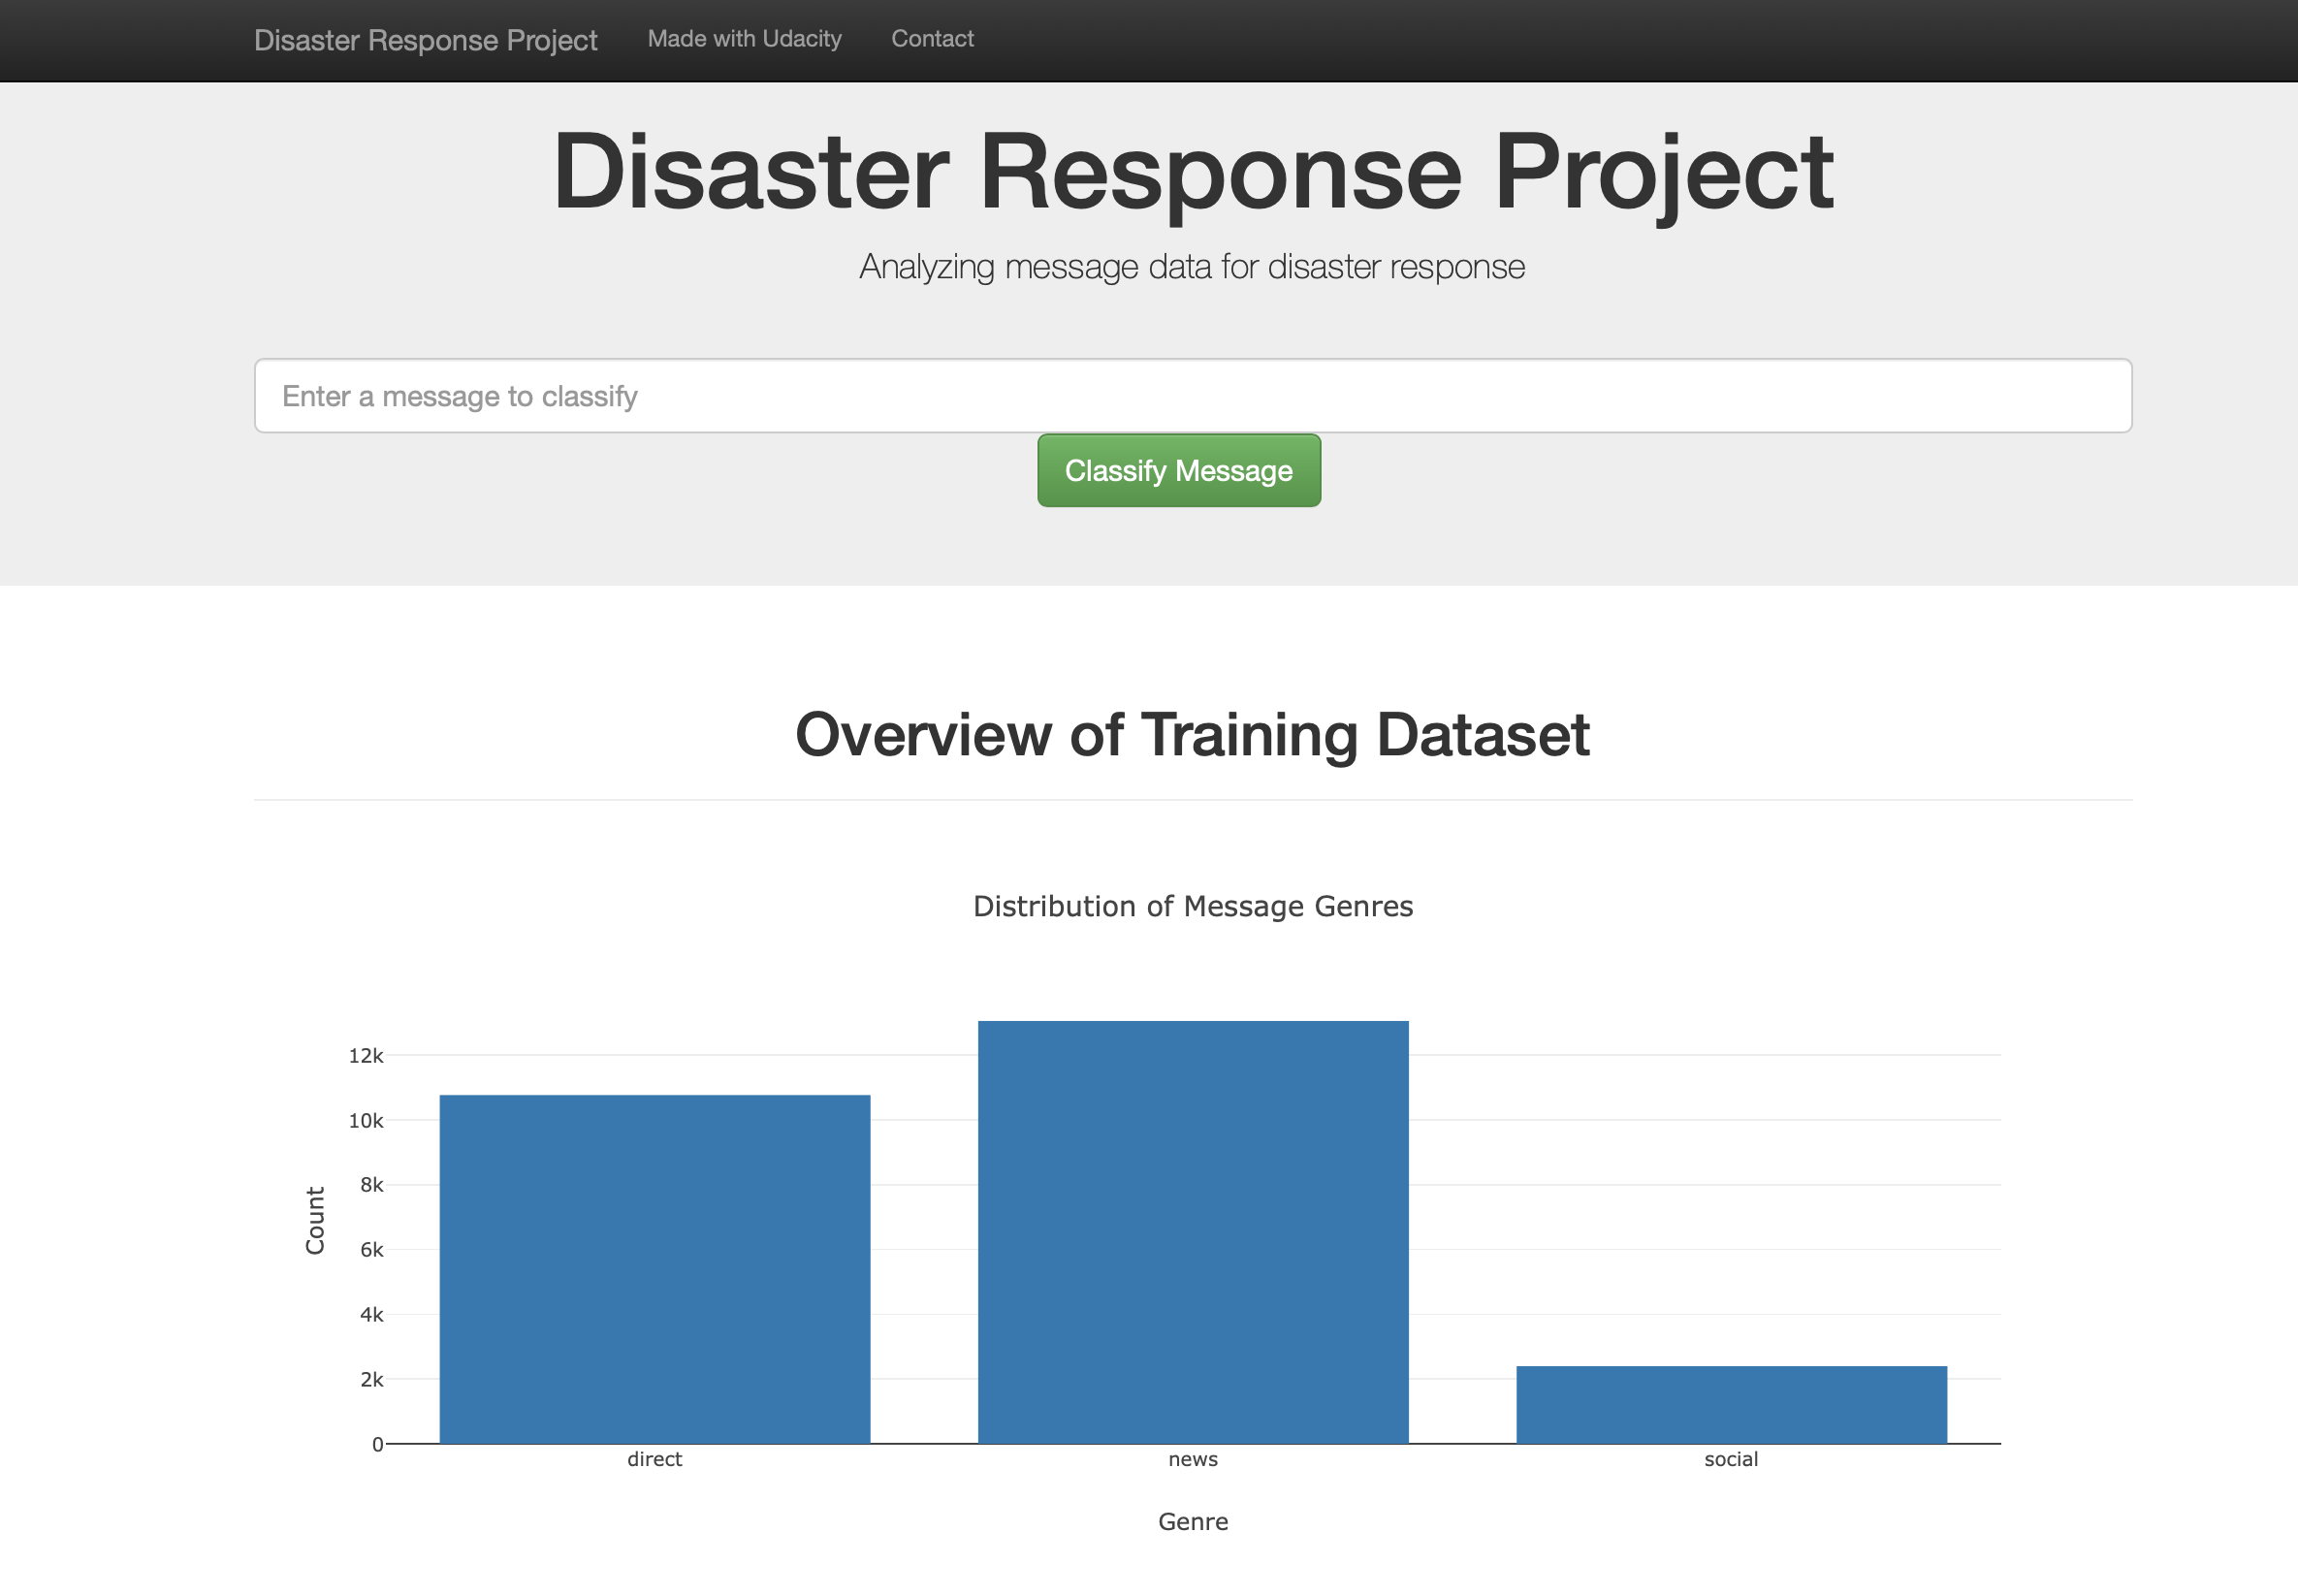 Disaster Response Project Made with Udacity Contact
Disaster Response Project
Analyzing message data for disaster response
Enter a message to classify
Classify Message
Overview of Training Dataset
Distribution of Message Genres
12k
10k
8k
6k
4k
2k
0
Count
direct news social
Genre